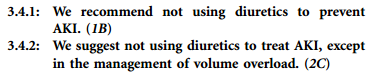 3.4.1: We recommend not using diuretics to prevent
AKI. (1B)
3.4.2: We suggest not using diuretics to treat AKI, except
in the management of volume overload. (2C)